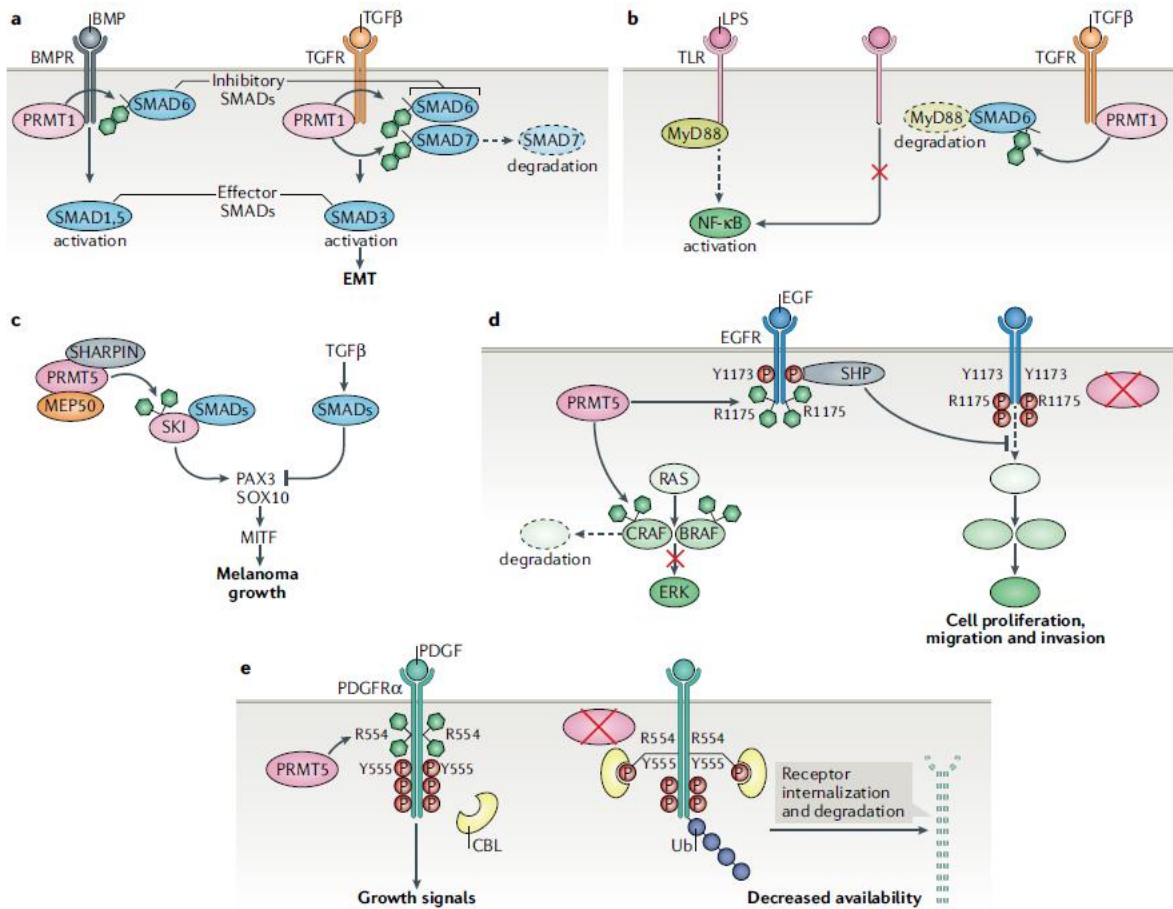 a
BMP
BMPR
PRMT1
SMAD6
Inhibitory
SMADs
SMAD1,5
activation
Effector
SMADs
TGFβ
TGFR
PRMT1
SMAD6
SMAD7
SMAD7
degradation
SMAD3
activation
EMT
b
LPS
TLR
MyD88
NF-κB
activation
MyD88
degradation
SMAD6
TGFβ
TGFR
PRMT1
c
SHARPIN
PRMT5
MEP50
SKI
SMADs
TGFβ
SMADs
PAX3
SOX10
MITF
Melanoma
growth
d
EGF
EGFR
Y1173
P
P
SHP
R1175
R1175
PRMT5
RAS
CRAF
BRAF
degradation
ERK
Y1173
Y1173
R1175
R1175
P
P
P
P
Cell proliferation,
migration and invasion
e
PDGF
PDGFRα
R554
R554
PRMT5
Y555
Y555
P
P
P
P
P
P
CBL
Growth signals
R554
R554
Y555
Y555
P
P
P
P
P
P
Ub
Receptor
internalization
and degradation
Decreased availability